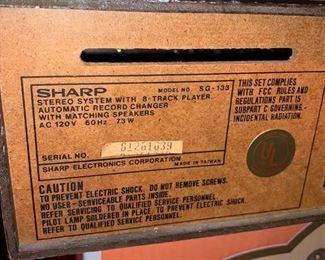 SHARP
MODEL NO. SG-133
STEREO SYSTEM WITH 8-TRACK PLAYER
AUTOMATIC RECORD CHANGER
WITH MATCHING SPEAKERS
AC 120V 60Hz 73W
SERIAL NO. 61261639
SHARP ELECTRONICS CORPORATION MADE IN TAIWAN
THIS SET COMPLIES
WITH FCC RULES AND
REGULATIONS PART 15
SUBPART C GOVERNING-
INCIDENTAL RADIATION.
UL
CAUTION
TO PREVENT ELECTRIC SHOCK. DO NOT REMOVE SCREWS.
NO USER-SERVICEABLE PARTS INSIDE.
REFER SERVICING TO QUALIFIED SERVICE PERSONNEL.
PILOT LAMP SOLDERED IN PLACE, TO PREVENT ELECTRIC SHOCK
REFER TO QUALIFIED SERVICE PERSONNEL.